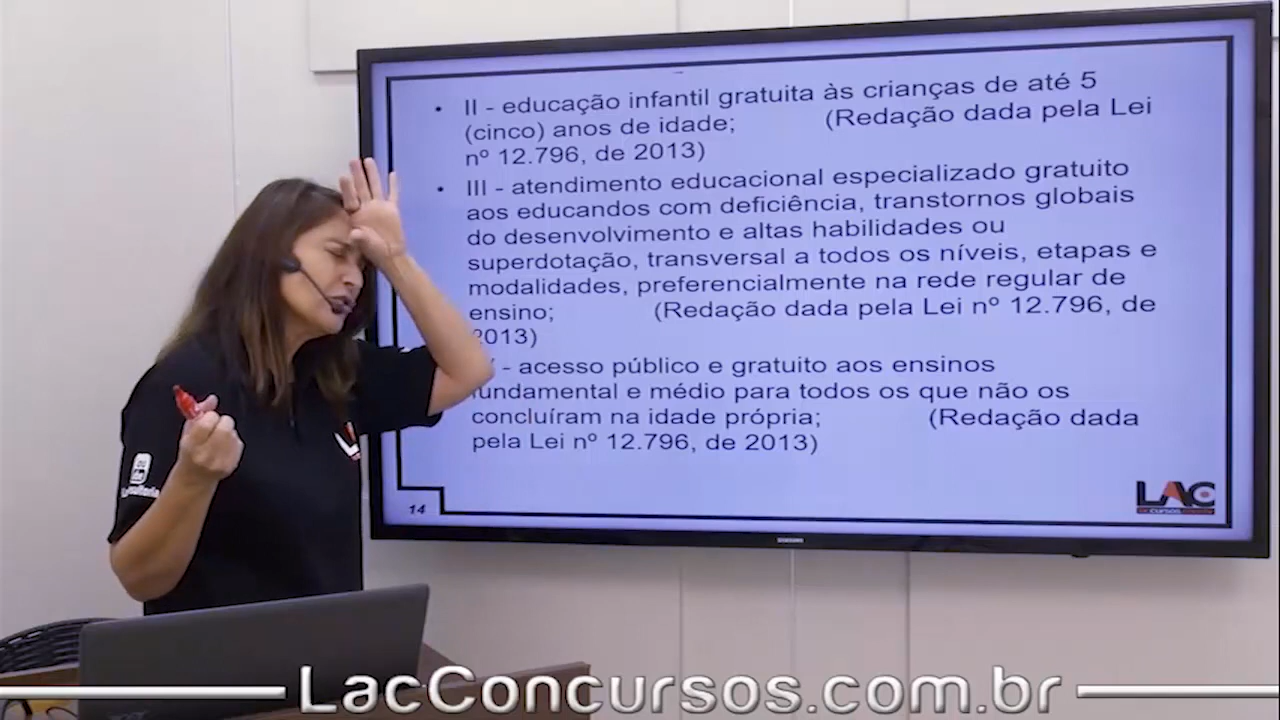 • II - educação infantil gratuita às crianças de até 5
(cinco) anos de idade; (Redação dada pela Lei
nº 12.796, de 2013)
• III - atendimento educacional especializado gratuito
aos educandos com deficiência, transtornos globais
do desenvolvimento e altas habilidades ou
superdotação, transversal a todos os níveis, etapas e
modalidades, preferencialmente na rede regular de
ensino; (Redação dada pela Lei nº 12.796, de
2013)
- acesso público e gratuito aos ensinos
fundamental e médio para todos os que não os
concluíram na idade própria; (Redação dada
pela Lei nº 12.796, de 2013)
14
LAC
CURSOS
SAMSUNG
LacConcursos.com.br